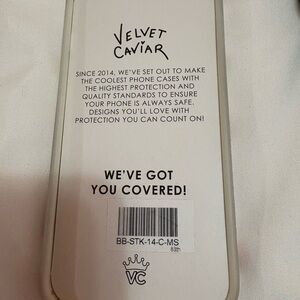 VELVET
CAVIAR
SINCE 2014, WE'VE SET OUT TO MAKE
THE COOLEST PHONE CASES WITH
THE HIGHEST PROTECTION AND
QUALITY STANDARDS TO ENSURE
YOUR PHONE IS ALWAYS SAFE.
DESIGNS YOU'LL LOVE WITH
PROTECTION YOU CAN COUNT ON!
WE'VE GOT
YOU COVERED!
BB-STK-14-C-MS
VC